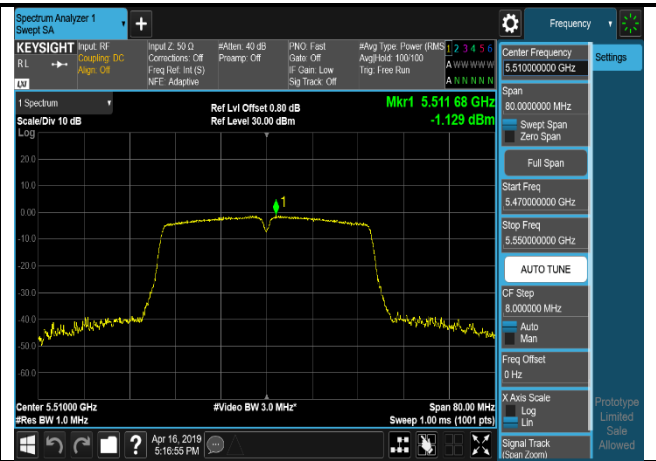 Spectrum Analyzer 1
Swept SA
+
Frequency
KEYSIGHT
RL
LXI
Input: RF
Coupling: DC
Align: Off
Input Z: 50 Ω
Corrections: Off
Freq Ref: Int (S)
NFE: Adaptive
#Atten: 40 dB
Preamp: Off
PNO: Fast
Gate: Off
IF Gain: Low
Sig Track: Off
#Avg Type: Power (RMS
Avg|Hold: 100/100
Trig: Free Run
1 2 3 4 5 6
A W W W W W
A N N N N N
1 Spectrum
Scale/Div 10 dB
Log
Ref Lvl Offset 0.80 dB
Ref Level 30.00 dBm
Mkr1 5.511 68 GHz
-1.129 dBm
1
20.0
10.0
0.00
-10.0
-20.0
-30.0
-40.0
-50.0
-60.0
Center 5.51000 GHz
#Res BW 1.0 MHz
#Video BW 3.0 MHz*
Span 80.00 MHz
Sweep 1.00 ms (1001 pts)
Apr 16, 2019
5:16:55 PM
?
Center Frequency
5.510000000 GHz
Span
80.0000000 MHz
Swept Span
Zero Span
Full Span
Start Freq
5.470000000 GHz
Stop Freq
5.550000000 GHz
AUTO TUNE
CF Step
8.000000 MHz
Auto
Man
Freq Offset
0 Hz
X Axis Scale
Log
Lin
Signal Track
(Span Zoom)
Settings
Prototype
Limited
Sale
Allowed